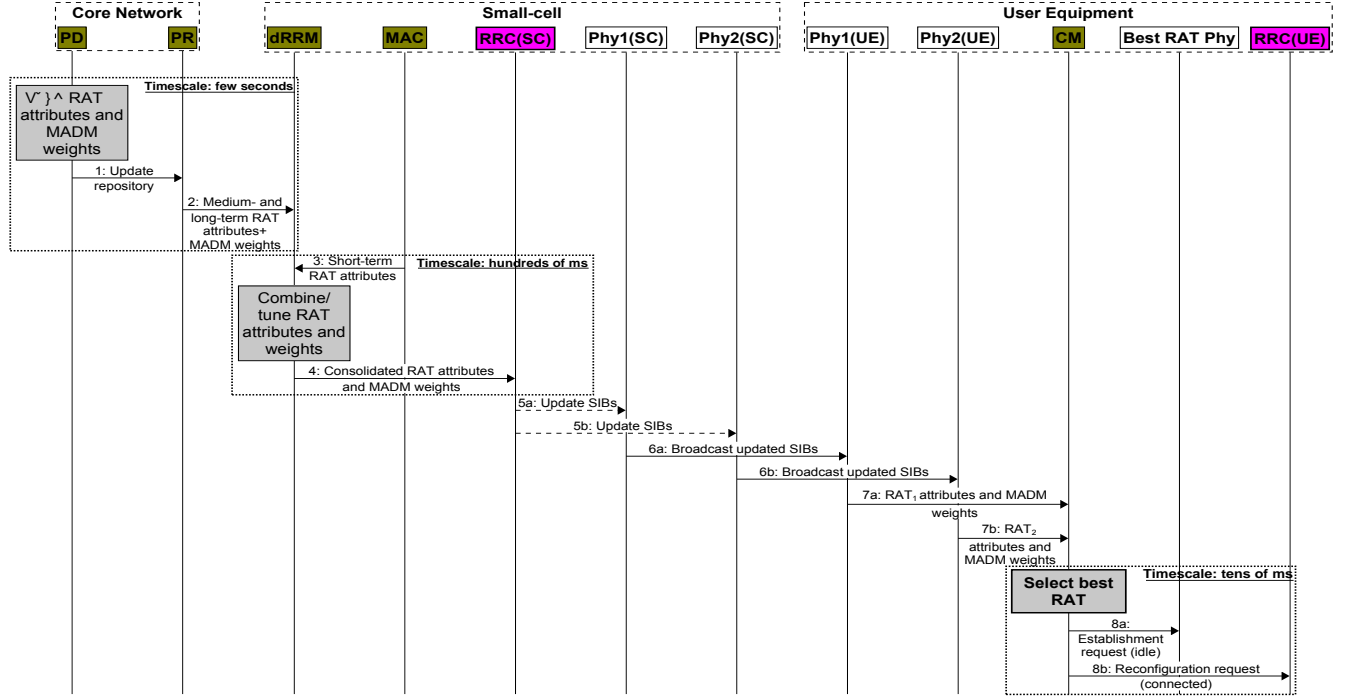 Core Network
Small-cell
User Equipment
PD
PR
dRRM
MAC
RRC(SC)
Phy1(SC)
Phy2(SC)
Phy1(UE)
Phy2(UE)
CM
Best RAT Phy
RRC(UE)
Timescale: few seconds
RAT
attributes and
MADM
weights
1: Update
repository
2: Medium- and
long-term RAT
attributes+
MADM weights
3: Short-term
RAT attributes
Timescale: hundreds of ms
Combine/
tune RAT
attributes and
weights
4: Consolidated RAT attributes
and MADM weights
5a: Update SIBs
5b: Update SIBs
6a: Broadcast updated SIBs
6b: Broadcast updated SIBs
7a: RAT₁ attributes and MADM
weights
7b: RAT₂
attributes and
MADM weights
Timescale: tens of ms
Select best
RAT
8a:
Establishment
request (idle)
8b: Reconfiguration request
(connected)